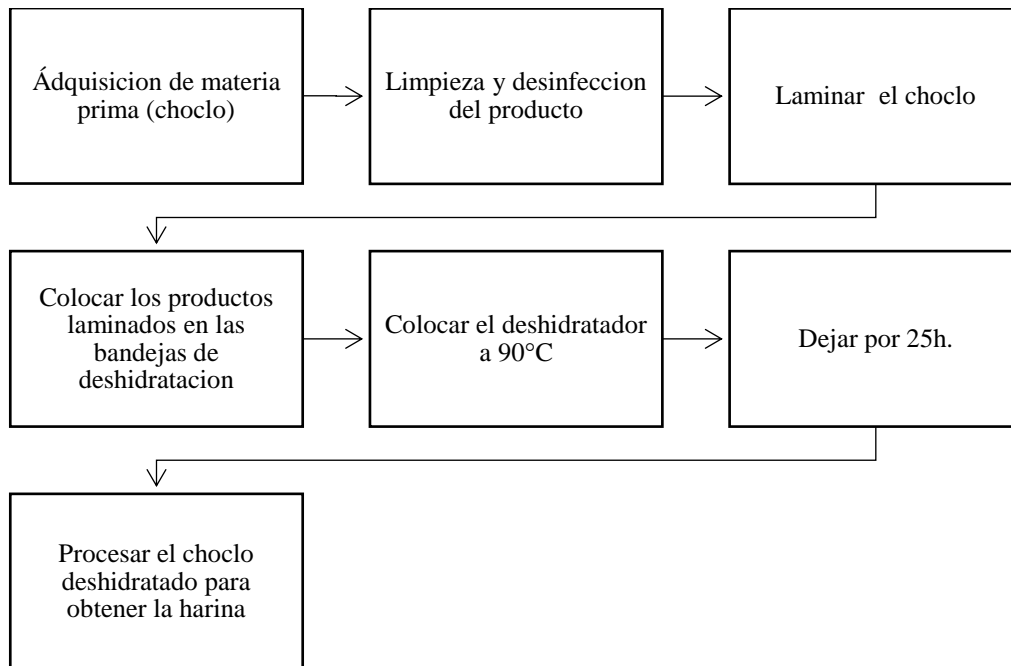 Ádquisicion de materia
prima (choclo)
Limpieza y desinfeccion
del producto
Laminar  el choclo
Colocar los productos
laminados en las
bandejas de
deshidratacion
Colocar el deshidratador
a 90°C
Dejar por 25h.
Procesar el choclo
deshidratado para
obtener la harina